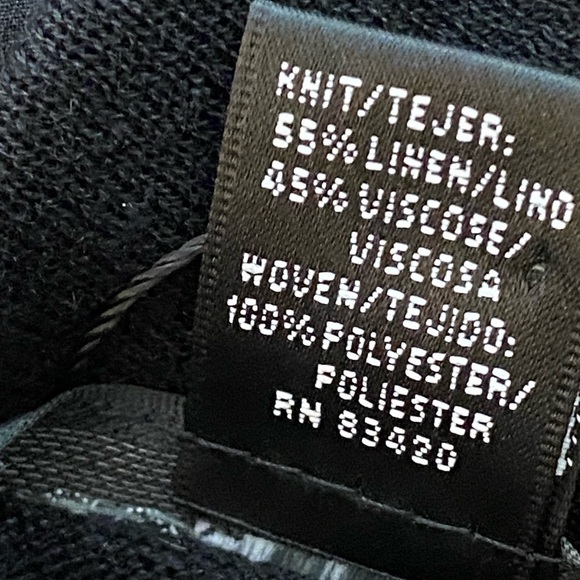 KNIT/TEJER:
55% LINEN/LINO
45% VISCOSE/
VISCOSA
WOVEN/TEJIDO:
100% POLYESTER/
POLIESTER
RN 83420